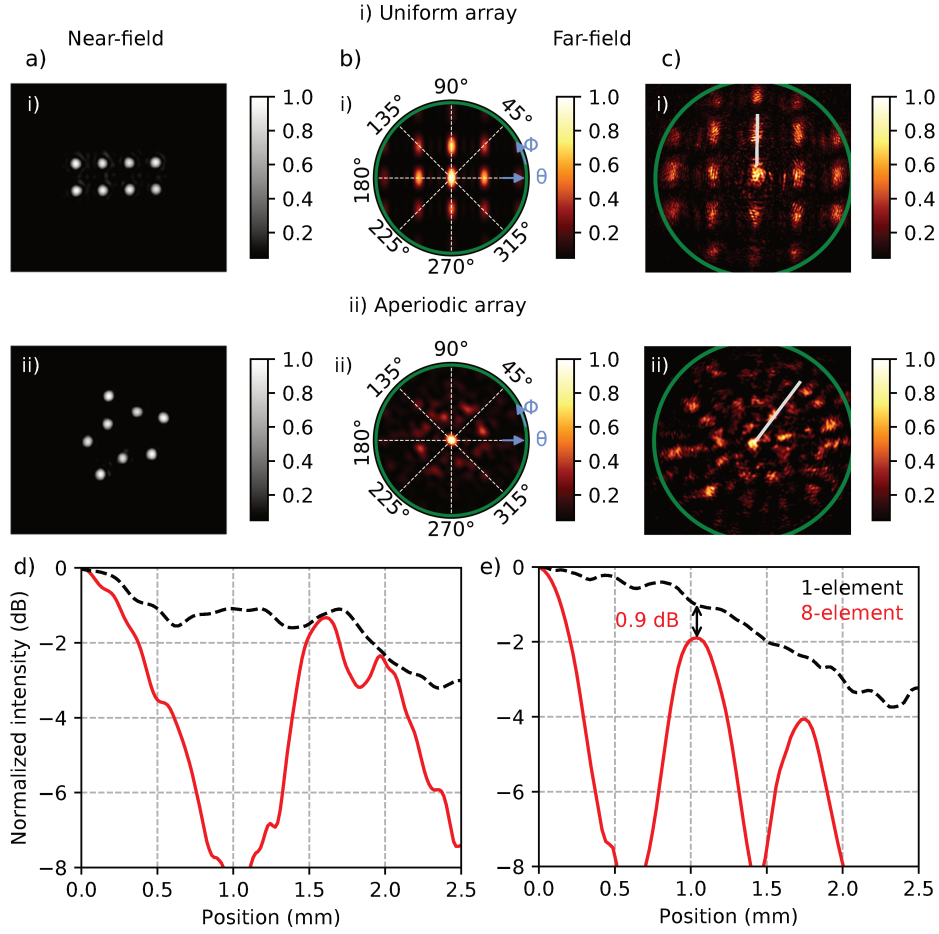 i) Uniform array
Near-field
Far-field
a)
b)
c)
i)
1.0
0.8
0.6
0.4
0.2
i)
90°
45°
135°
Φ
180°
θ
225°
315°
270°
1.0
0.8
0.6
0.4
0.2
i)
1.0
0.8
0.6
0.4
0.2
ii) Aperiodic array
ii)
1.0
0.8
0.6
0.4
0.2
ii)
90°
45°
135°
Φ
180°
θ
225°
315°
270°
1.0
0.8
0.6
0.4
0.2
ii)
1.0
0.8
0.6
0.4
0.2
d)
Normalized intensity (dB)
0
−2
−4
−6
−8
0.0 0.5 1.0 1.5 2.0 2.5
Position (mm)
e)
1-element
8-element
0.9 dB
0
−2
−4
−6
−8
0.0 0.5 1.0 1.5 2.0 2.5
Position (mm)